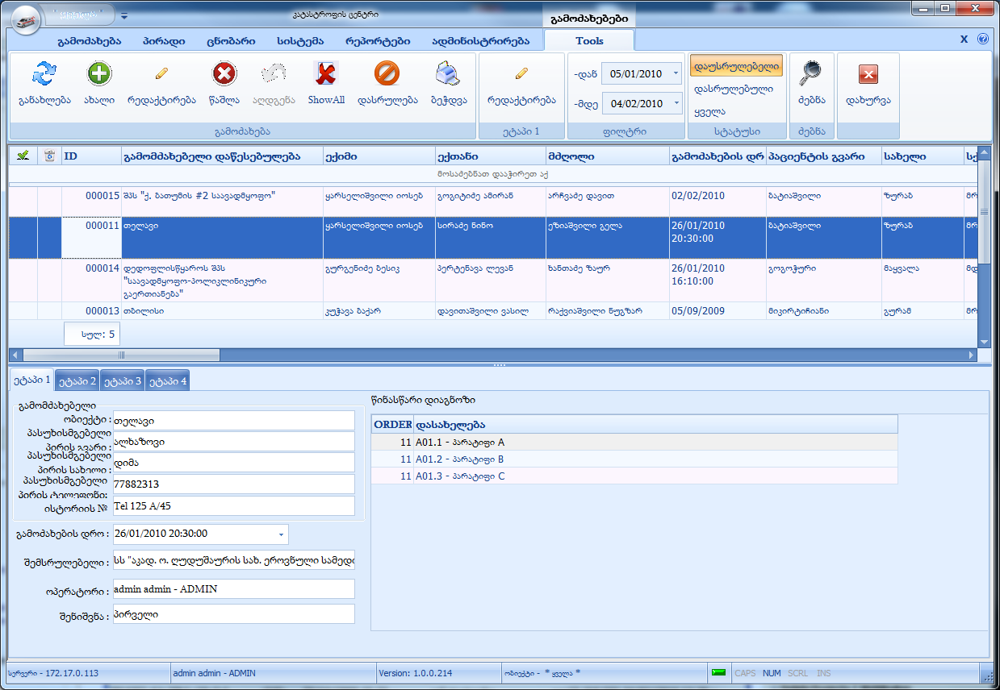 კატასტროფის ცენტრი
გამოძახებები
გამოძახება პირადი ცნობარი სისტემა რეპორტები ადმინისტრირება Tools X
განახლება ახალი რედაქტირება წაშლა აღდგენა ShowAll დასრულება ბეჭდვა
რედაქტირება
-დან 05/01/2010
-მდე 04/02/2010
დაუსრულებელი
დასრულებული
ყველა
ძებნა
დახურვა
გამოძახება ეტაპი 1 ფილტრი სტატუსი ძებნა
ID გამომძახებელი დაწესებულება ექიმი ექთანი მძღოლი გამოძახების დრ პაციენტის გვარი სახელი სქ
მოსაძებნათ დააჭირეთ აქ
000015 შპს "ქ. ბათუმის #2 საავადმყოფო" ყარსელიშვილი იოსებ გოგიტიძე ამირან არჩვაძე დავით 02/02/2010 ბატიაშვილი ზურაბ მრ
000011 თელავი ყარსელიშვილი იოსებ სირაძე ნინო ეზიაშვილი გელა 26/01/2010 20:30:00 ბატიაშვილი ზურაბ მრ
000014 დედოფლისწყაროს შპს "საავადმყოფო-პოლიკლინიკური გაერთიანება" გურგენიძე ბესიკ პერტენავა ლევან ხანთაძე ზაურ 26/01/2010 16:10:00 გოგოჭური მაყვალა მდ
000013 თბილისი კუჭავა ბაქარ დავითაშვილი ვასილ რაქვიაშვილი ნუგზარ 05/09/2009 მიკირტიჩიანი გურამ მრ
სულ: 5
ეტაპი 1 ეტაპი 2 ეტაპი 3 ეტაპი 4
გამომძახებელი
ობიექტი : თელავი
პასუხისმგებელი პირის გვარი : ალხაზოვი
პასუხისმგებელი პირის სახელი : დიმა
პასუხისმგებელი პირის ტელეფონი: 77882313
ისტორიის № Tel 125 A/45
გამოძახების დრო : 26/01/2010 20:30:00
შემსრულებელი : სს "აკად. ო. ღუდუშაურის სახ. ეროვნული სამედი
ოპერატორი : admin admin - ADMIN
შენიშვნა : პირველი
წინასწარი დიაგნოზი
ORDER დასახელება
11 A01.1 - პარატიფი A
11 A01.2 - პარატიფი B
11 A01.3 - პარატიფი C
სერვერი - 172.17.0.113 admin admin - ADMIN Version: 1.0.0.214 ობიექტი - * ყველა * CAPS NUM SCRL INS